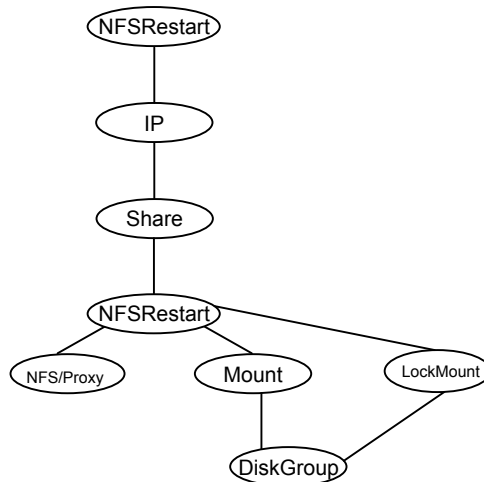 NFSRestart
IP
Share
NFSRestart
NFS/Proxy
Mount
LockMount
DiskGroup